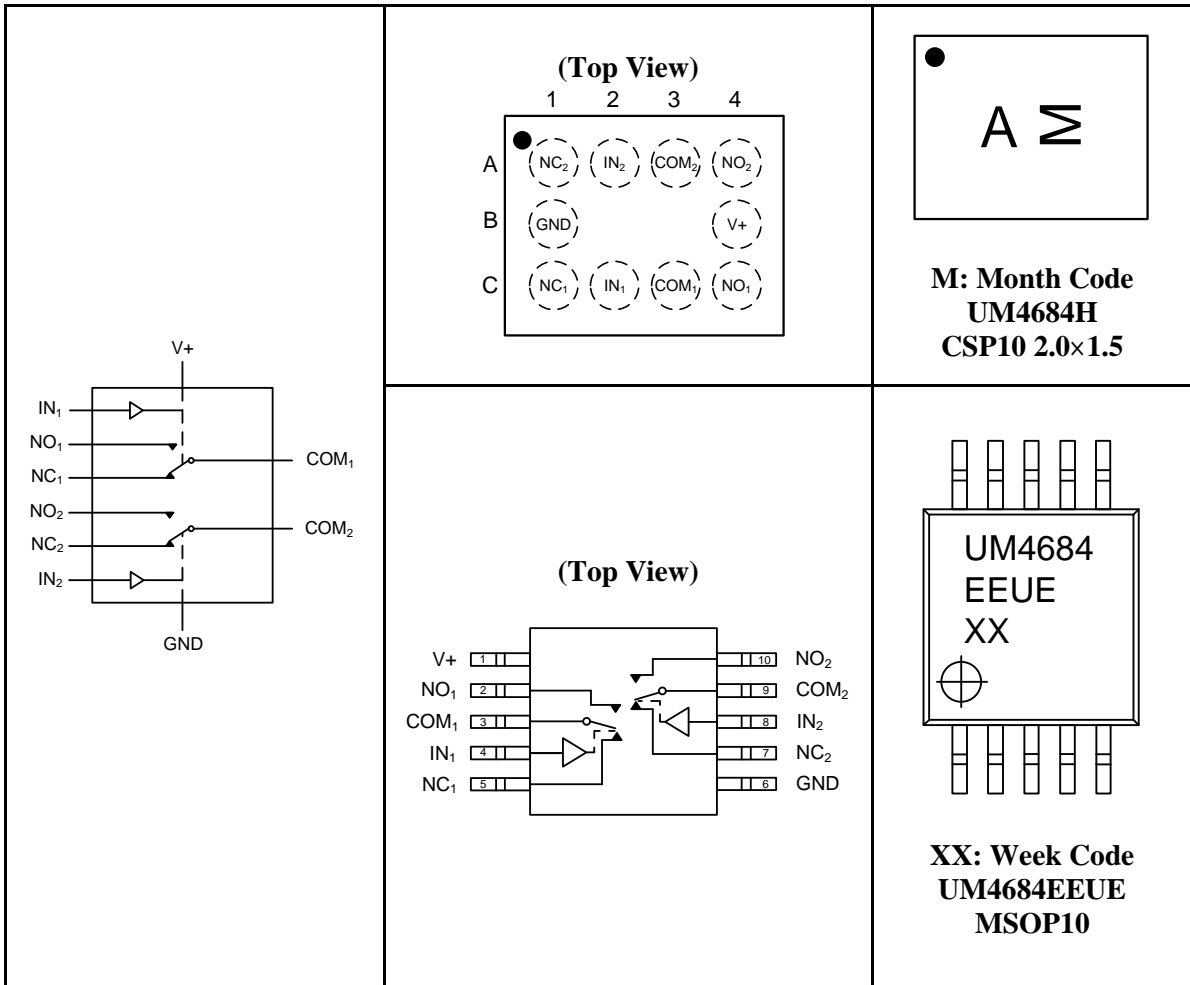 V+
IN₁
NO₁
NC₁
COM₁
NO₂
NC₂
COM₂
IN₂
GND
(Top View)
1 2 3 4
A NC₂ IN₂ COM₂ NO₂
B GND V+
C NC₁ IN₁ COM₁ NO₁
A M
M: Month Code
UM4684H
CSP10 2.0×1.5
(Top View)
V+ 1 10 NO₂
NO₁ 2 9 COM₂
COM₁ 3 8 IN₂
IN₁ 4 7 NC₂
NC₁ 5 6 GND
UM4684
EEUE
XX
XX: Week Code
UM4684EEUE
MSOP10